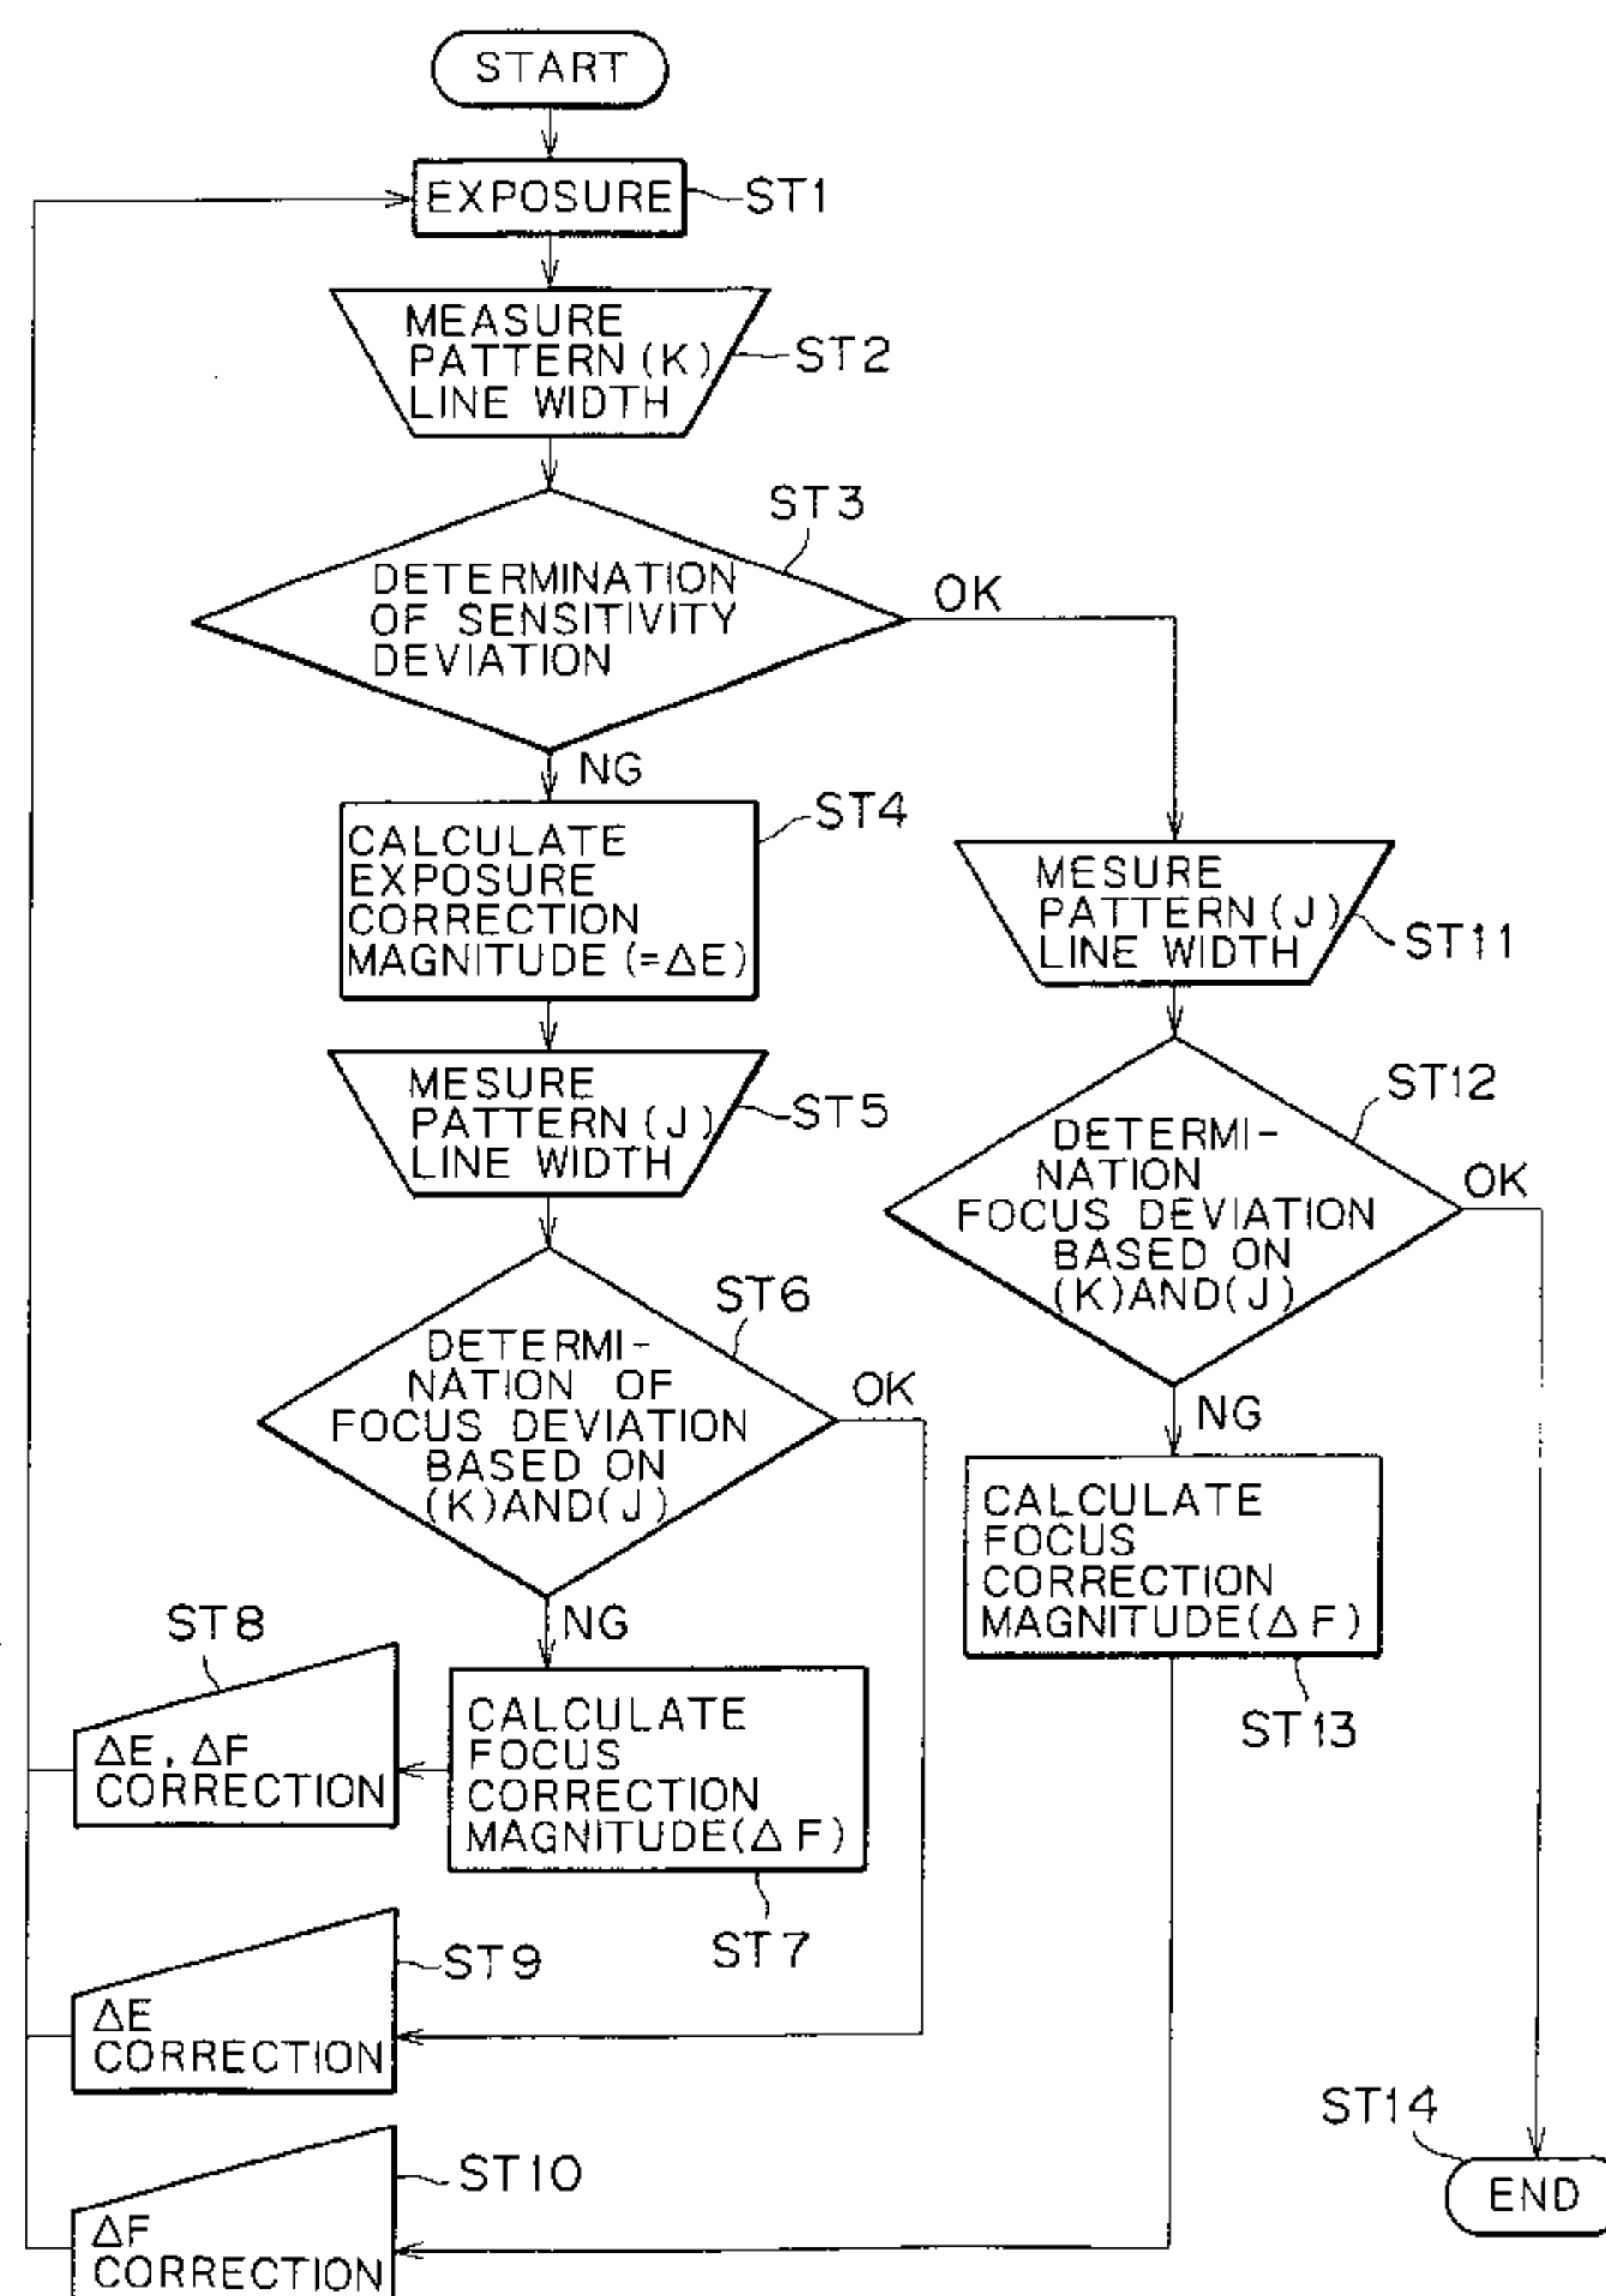 START
EXPOSURE
ST1
MEASURE
PATTERN (K)
LINE WIDTH
ST2
ST3
DETERMINATION
OF SENSITIVITY
DEVIATION
OK
NG
CALCULATE
EXPOSURE
CORRECTION
MAGNITUDE (=ΔE)
ST4
MESURE
PATTERN (J)
LINE WIDTH
ST11
MESURE
PATTERN (J)
LINE WIDTH
ST5
ST12
DETERMI-
NATION
FOCUS DEVIATION
BASED ON
(K) AND (J)
OK
NG
ST6
DETERMI-
NATION OF
FOCUS DEVIATION
BASED ON
(K) AND (J)
OK
NG
CALCULATE
FOCUS
CORRECTION
MAGNITUDE (ΔF)
ST13
ST8
ΔE, ΔF
CORRECTION
CALCULATE
FOCUS
CORRECTION
MAGNITUDE (ΔF)
ST7
ST9
ΔE
CORRECTION
ST10
ΔF
CORRECTION
ST14
END